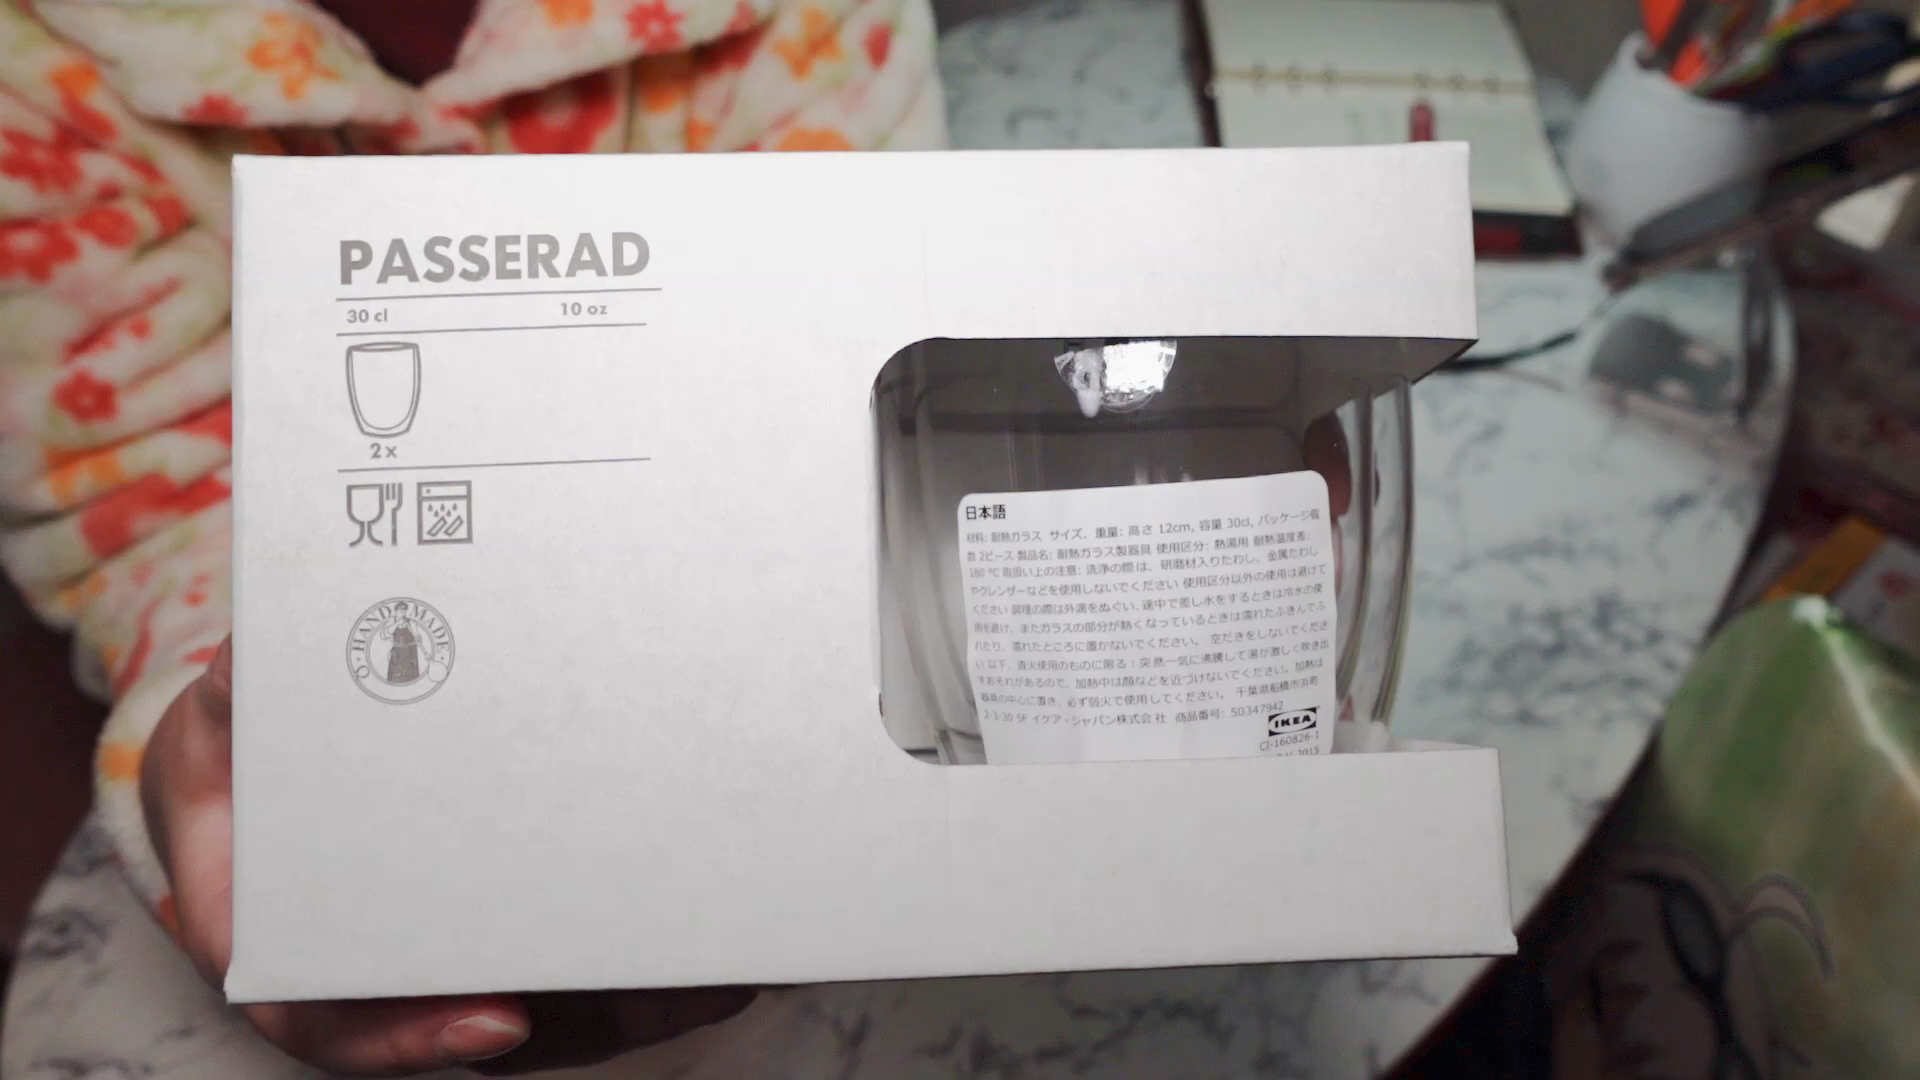 PASSERAD
30 cl 10 oz
2x
HAND MADE
日本語
材料: 耐熱ガラス サイズ、重量: 高さ 12cm, 容量 30cl, パッケージ個
数 2ピース 製品名: 耐熱ガラス製器具 使用区分: 熱湯用 耐熱温度差:
180 ℃ 取扱い上の注意: 洗浄の際は、研磨材入りたわし、金属たわし
やクレンザーなどを使用しないでください 使用区分以外の使用は避けて
ください 調理の際は外滴をぬぐい、途中で差し水をするときは冷水の使
用を避け、またガラスの部分が熱くなっているときは濡れたふきんでふ
れたり、濡れたところに置かないでください。 空だきをしないでくださ
い 以下、直火使用のものに限る : 突然一気に沸騰して湯が激しく吹き出
すおそれがあるので、加熱中は顔などを近づけないでください。加熱は
器具の中心に置き、必ず弱火で使用してください。 千葉県船橋市浜町
2-3-30 5F イケア・ジャパン株式会社 商品番号: 50347942
IKEA
CJ-160826-1
2015